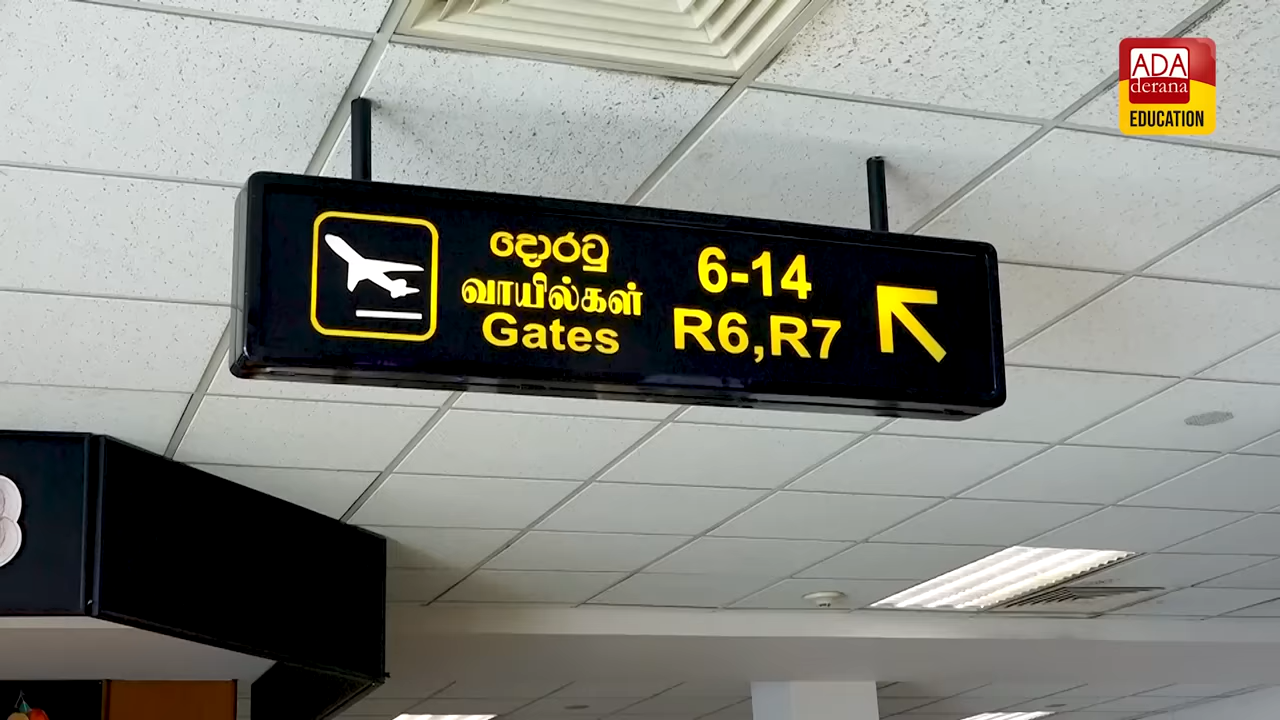 දොරටු
வாயில்கள்
Gates
6-14
R6,R7
ADA
derana
EDUCATION